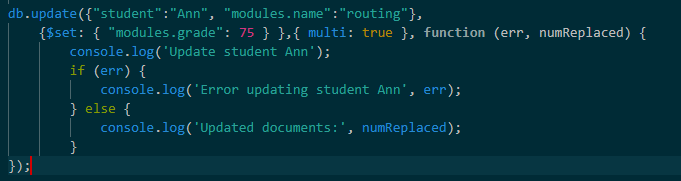 db.update({"student":"Ann", "modules.name":"routing"},
{$set: { "modules.grade": 75 } },{ multi: true }, function (err, numReplaced) {
console.log('Update student Ann');
if (err) {
console.log('Error updating student Ann', err);
} else {
console.log('Updated documents:', numReplaced);
}
});